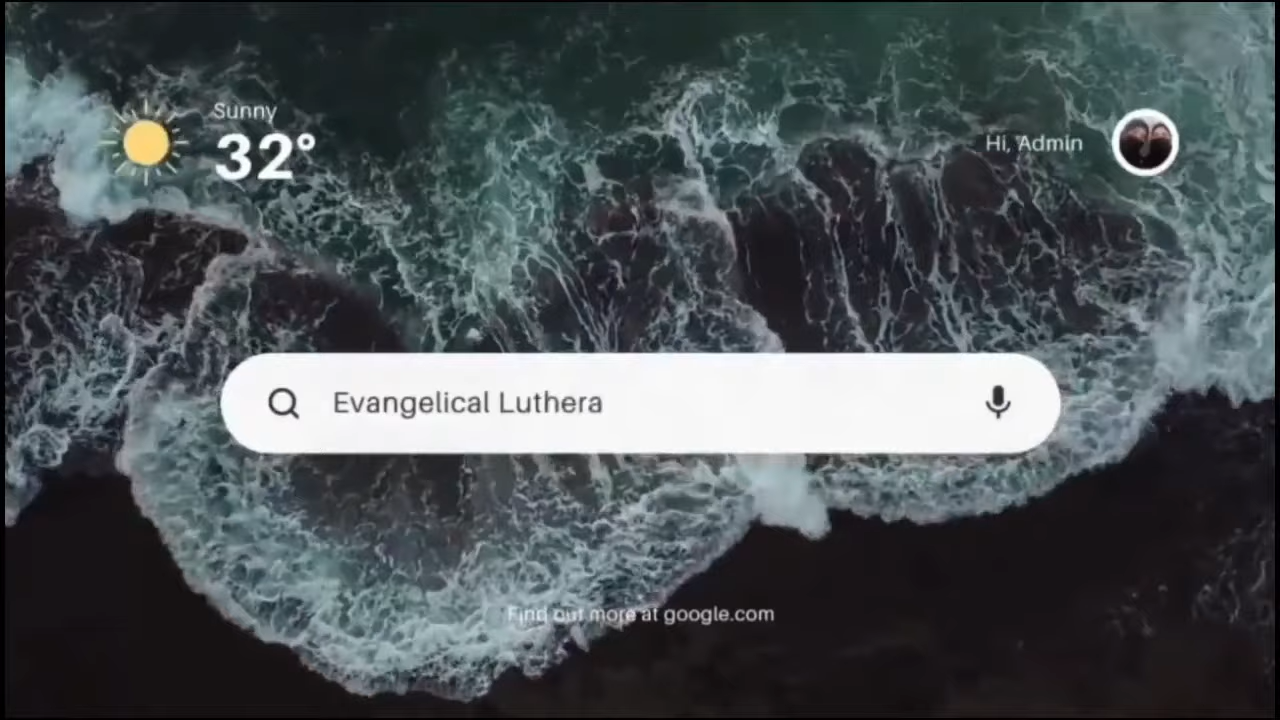 Sunny
32°
Hi, Admin
Evangelical Luthera
Find out more at google.com